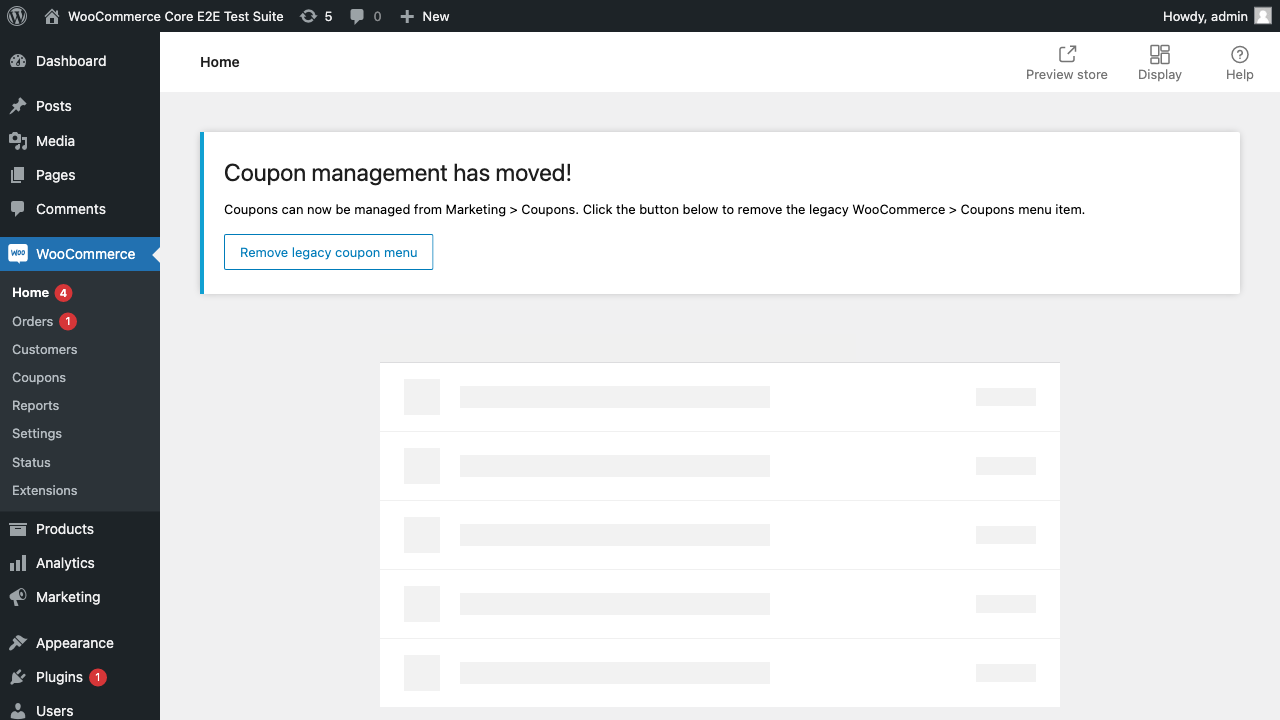 WooCommerce Core E2E Test Suite
5
0
New
Howdy, admin
Dashboard
Posts
Media
Pages
Comments
WOO
WooCommerce
Home 4
Orders 1
Customers
Coupons
Reports
Settings
Status
Extensions
Products
Analytics
Marketing
Appearance
Plugins 1
Users
Home
Preview store
Display
Help
Coupon management has moved!
Coupons can now be managed from Marketing > Coupons. Click the button below to remove the legacy WooCommerce > Coupons menu item.
Remove legacy coupon menu